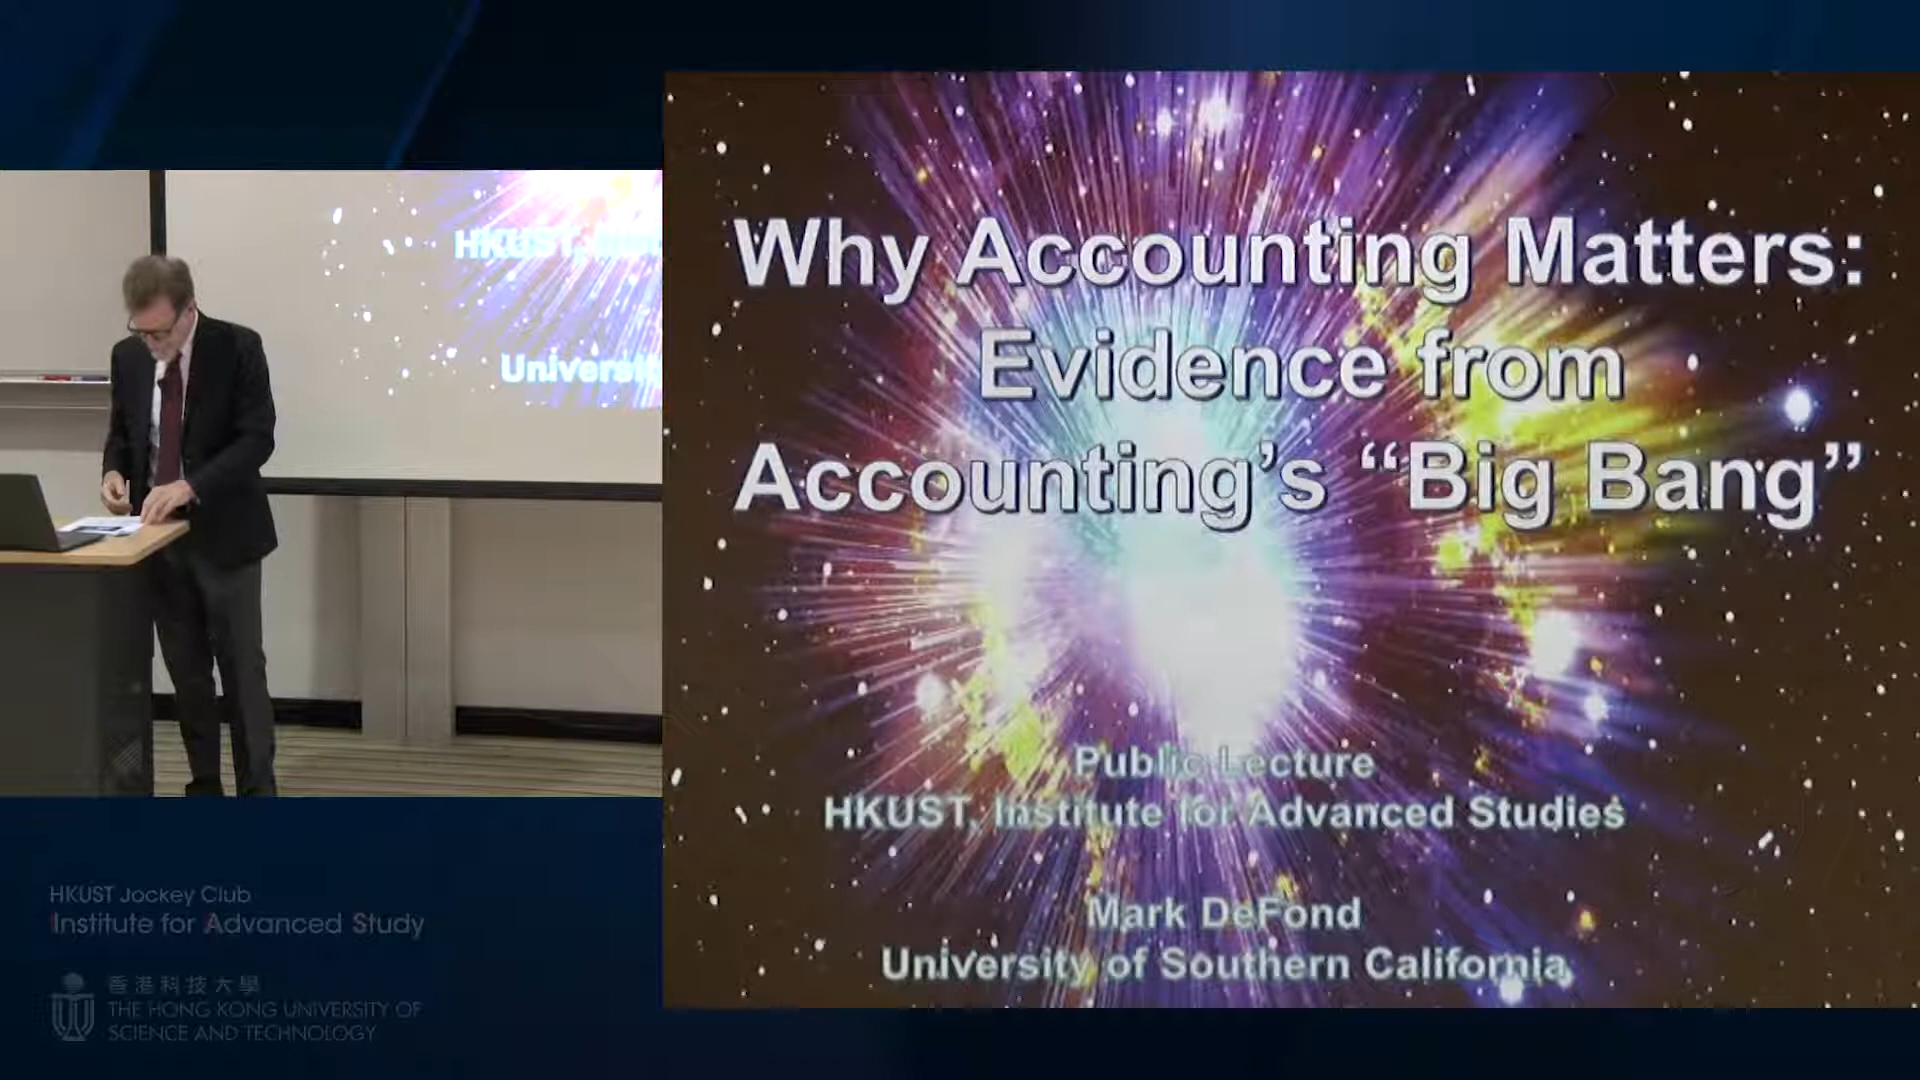 HKUST,
Universit
Why Accounting Matters:
Evidence from
Accounting's “Big Bang”
Public Lecture
HKUST, Institute for Advanced Studies
Mark DeFond
University of Southern California
HKUST Jockey Club
Institute for Advanced Study
香港科技大學
THE HONG KONG UNIVERSITY OF
SCIENCE AND TECHNOLOGY